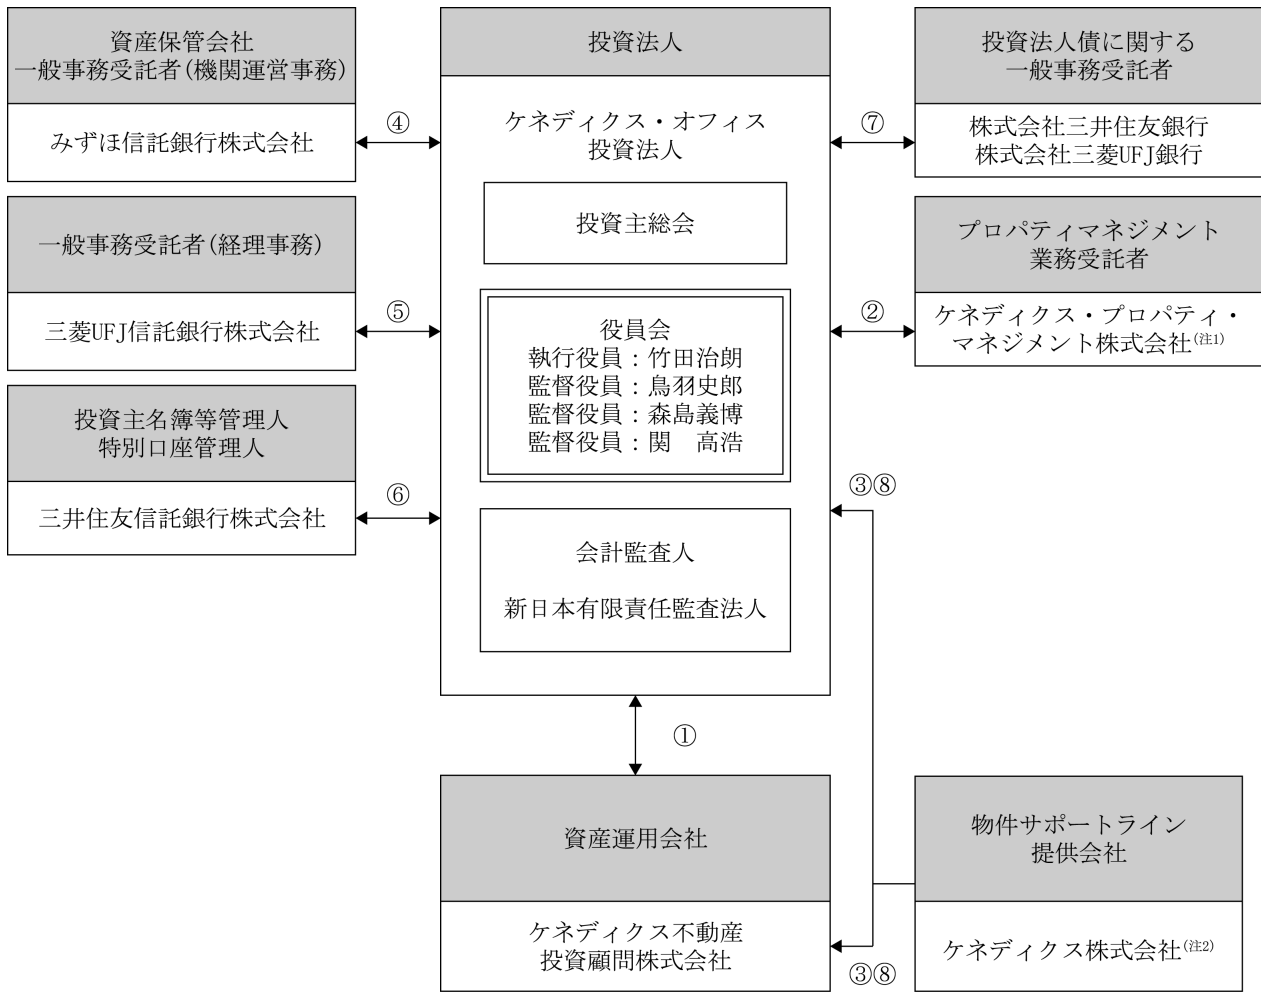 資産保管会社
一般事務受託者(機関運営事務)
みずほ信託銀行株式会社
④
一般事務受託者(経理事務)
三菱UFJ信託銀行株式会社
⑤
投資主名簿等管理人
特別口座管理人
三井住友信託銀行株式会社
⑥
投資法人
ケネディクス・オフィス
投資法人
投資主総会
役員会
執行役員：竹田治朗
監督役員：鳥羽史郎
監督役員：森島義博
監督役員：関　高浩
会計監査人
新日本有限責任監査法人
①
資産運用会社
ケネディクス不動産
投資顧問株式会社
投資法人債に関する
一般事務受託者
株式会社三井住友銀行
株式会社三菱UFJ銀行
⑦
プロパティマネジメント
業務受託者
ケネディクス・プロパティ・
マネジメント株式会社(注1)
②
③⑧
物件サポートライン
提供会社
ケネディクス株式会社(注2)
③⑧